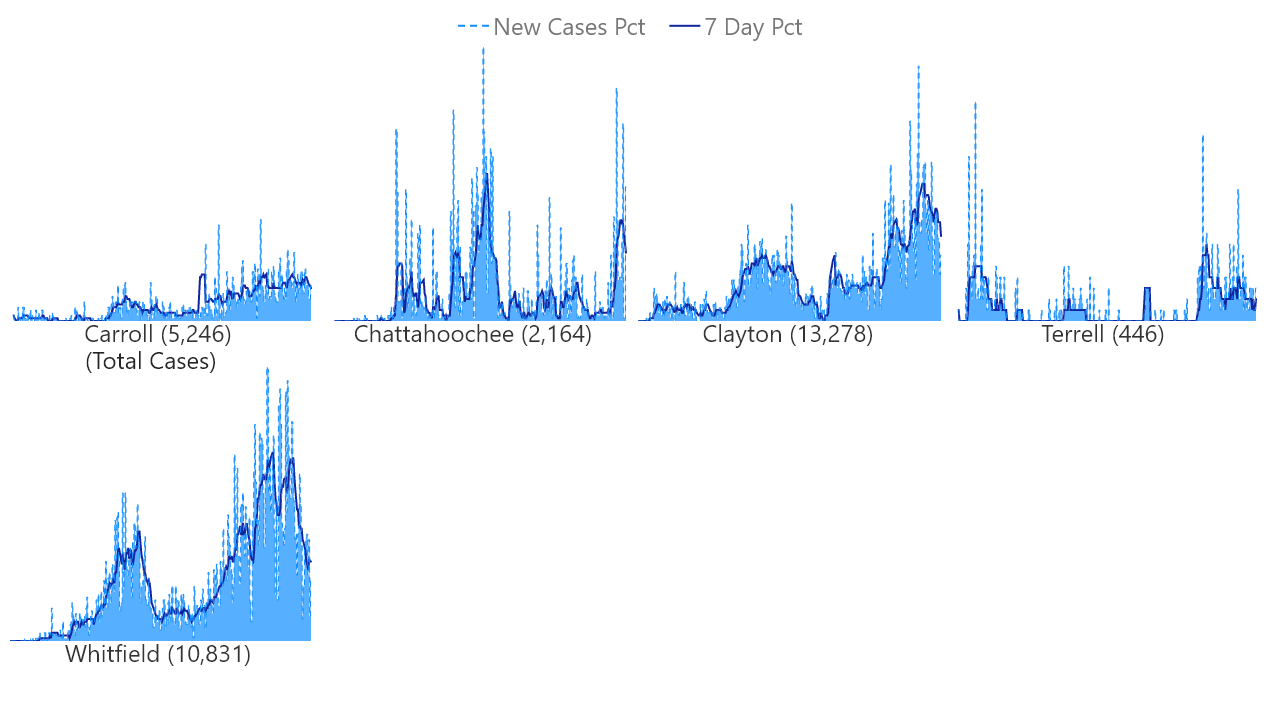 New Cases Pct 7 Day Pct
Carroll (5,246)
(Total Cases)
Chattahoochee (2,164)
Clayton (13,278)
Terrell (446)
Whitfield (10,831)